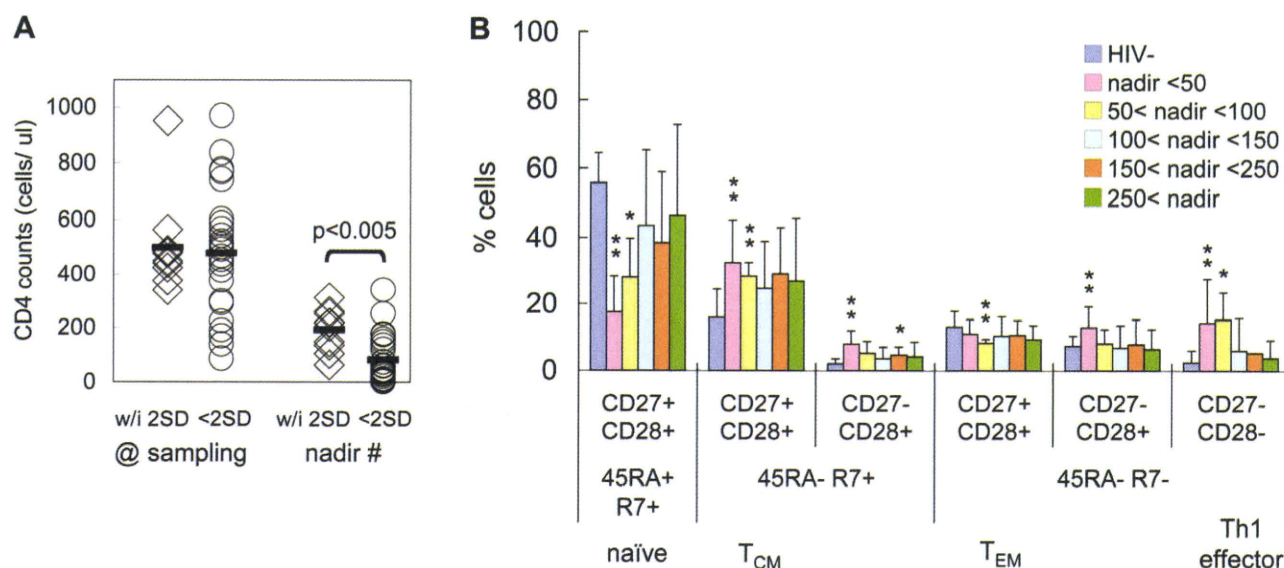 A
CD4 counts (cells/ ul)
1000
800
600
400
200
0
p<0.005
w/i 2SD <2SD w/i 2SD <2SD
@ sampling nadir #
B
% cells
100
80
60
40
20
0
HIV-
nadir <50
50< nadir <100
100< nadir <150
150< nadir <250
250< nadir
** * ** ** ** * ** ** ** *
CD27+ CD27+ CD27- CD27+ CD27- CD27-
CD28+ CD28+ CD28+ CD28+ CD28+ CD28-
45RA+ 45RA- R7+ 45RA- R7-
R7+
naïve TCM TEM Th1
effector